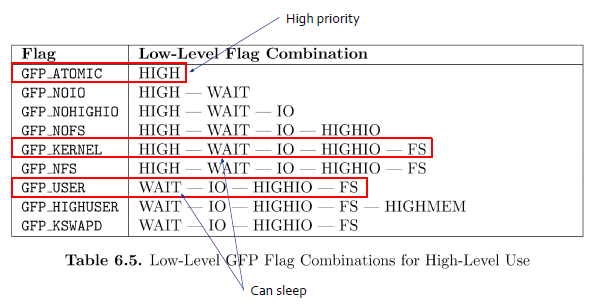 High priority
Flag Low-Level Flag Combination
GFP_ATOMIC HIGH
GFP_NOIO HIGH — WAIT
GFP_NOHIGHIO HIGH — WAIT — IO
GFP_NOFS HIGH — WAIT — IO — HIGHIO
GFP_KERNEL HIGH — WAIT — IO — HIGHIO — FS
GFP_NFS HIGH — WAIT — IO — HIGHIO — FS
GFP_USER WAIT — IO — HIGHIO — FS
GFP_HIGHUSER WAIT — IO — HIGHIO — FS — HIGHMEM
GFP_KSWAPD WAIT — IO — HIGHIO — FS
Table 6.5. Low-Level GFP Flag Combinations for High-Level Use
Can sleep